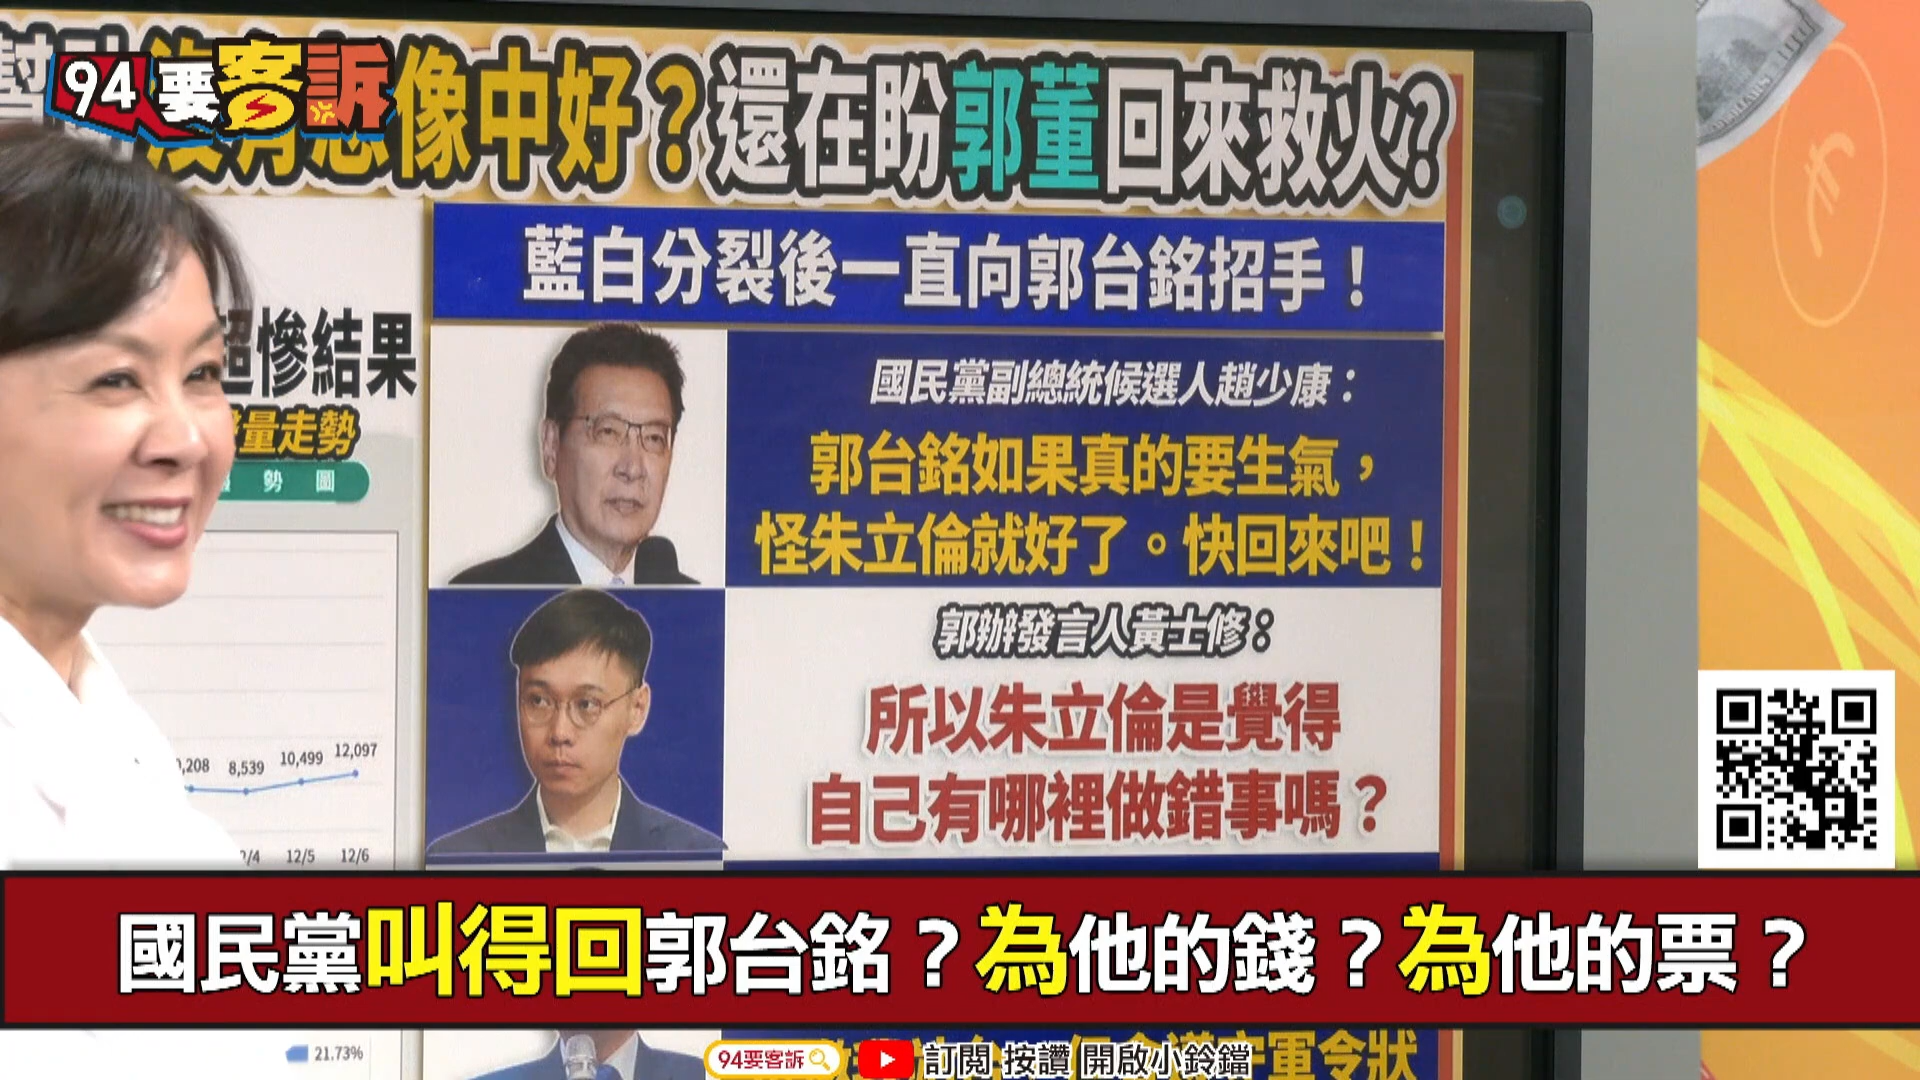 94要客訴
像中好?還在盼郭董回來救火?
藍白分裂後一直向郭台銘招手!
慘結果
量走勢
勢圖
國民黨副總統候選人趙少康:
郭台銘如果真的要生氣,
怪朱立倫就好了。快回來吧!
郭辦發言人黃士修:
所以朱立倫是覺得
自己有哪裡做錯事嗎?
,208 8,539 10,499 12,097
/4 12/5 12/6
國民黨叫得回郭台銘?為他的錢?為他的票?
21.73%
軍令狀
94要客訴
訂閱 按讚 開啟小鈴鐺